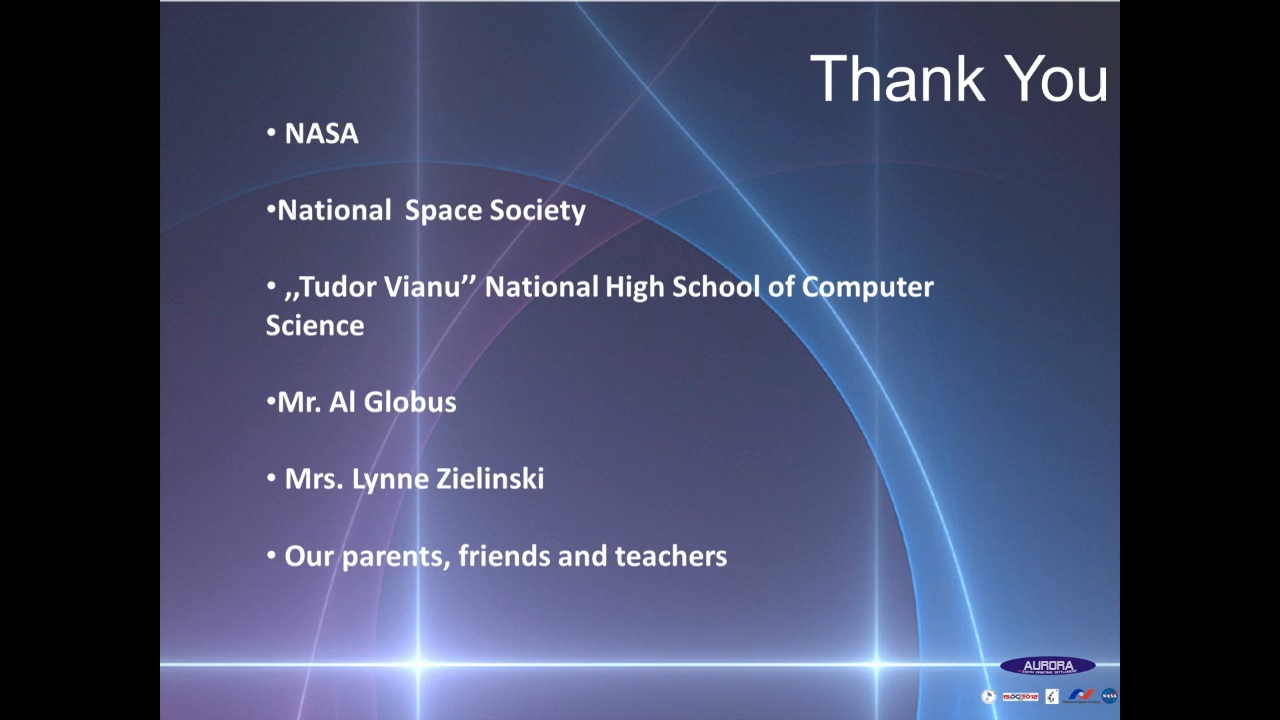 Thank You
• NASA
•National Space Society
• ,,Tudor Vianu’’ National High School of Computer
Science
•Mr. Al Globus
• Mrs. Lynne Zielinski
• Our parents, friends and teachers
AURORA